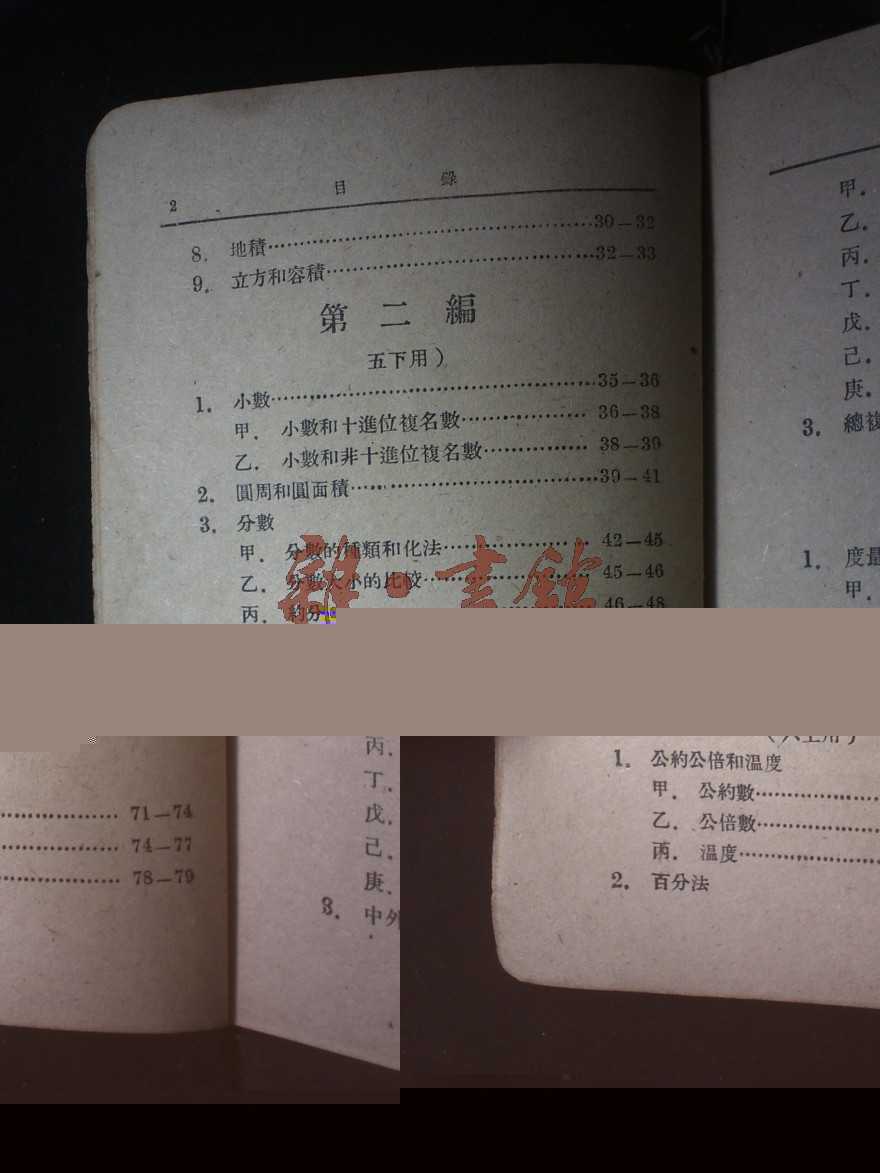 2 目錄
8. 地積……30—32
9. 立方和容積……32—33
第二編
五下用）
1. 小數……35—36
甲. 小數和十進位複名數……36—38
乙. 小數和非十進位複名數……38—39
2. 圓周和圓面積……39—41
3. 分數
甲. 分數的種類和化法……42—45
乙. 分數大小的比較……45—46
丙. 約分……46—48
雜·書館
甲.
乙.
丙.
丁.
戊.
己.
庚.
3. 總複
1. 度量
甲.
……71—74
……74—77
……78—79
丙.
丁.
戊.
己.
庚.
3. 中外
1. 公約公倍和温度
甲. 公約數……
乙. 公倍數……
丙. 温度……
2. 百分法